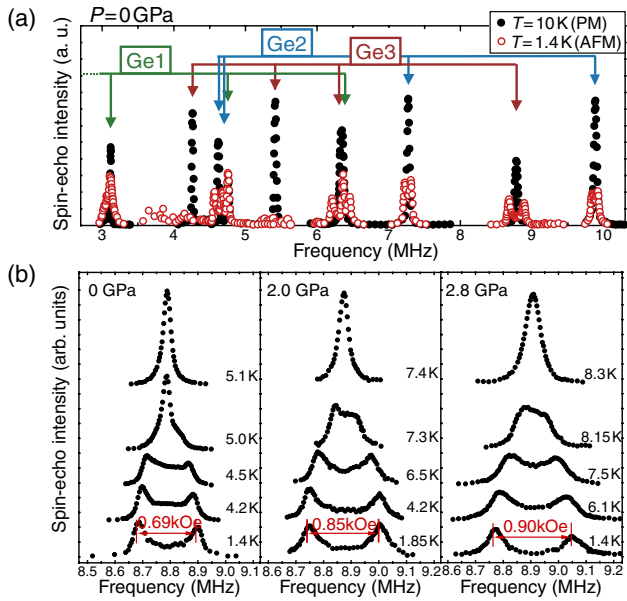 (a)
P=0GPa
T=10K(PM)
T=1.4K(AFM)
Ge1
Ge2
Ge3
Spin-echo intensity (a. u.)
3 4 5 6 7 8 9 10
Frequency (MHz)
(b)
0 GPa
5.1K
5.0K
4.5K
4.2K
0.69kOe
1.4K
2.0 GPa
7.4K
7.3K
6.5K
4.2K
0.85kOe
1.85K
2.8 GPa
8.3K
8.15K
7.5K
6.1K
0.90kOe
1.4K
Spin-echo intensity (arb. units)
8.5 8.6 8.7 8.8 8.9 9.0 9.1
8.6 8.7 8.8 8.9 9.0 9.1 9.2
8.6 8.7 8.8 8.9 9.0 9.1 9.2
Frequency (MHz)
Frequency (MHz)
Frequency (MHz)